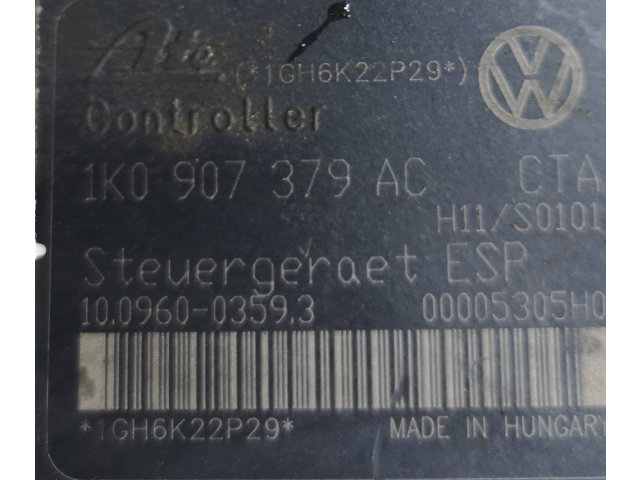 Ate (*1GH6K22P29*)
Controller
1K0 907 379 AC CTA
H11/S0101
Steuergeraet ESP
10.0960-0359.3 00005305H0
*1GH6K22P29* MADE IN HUNGARY